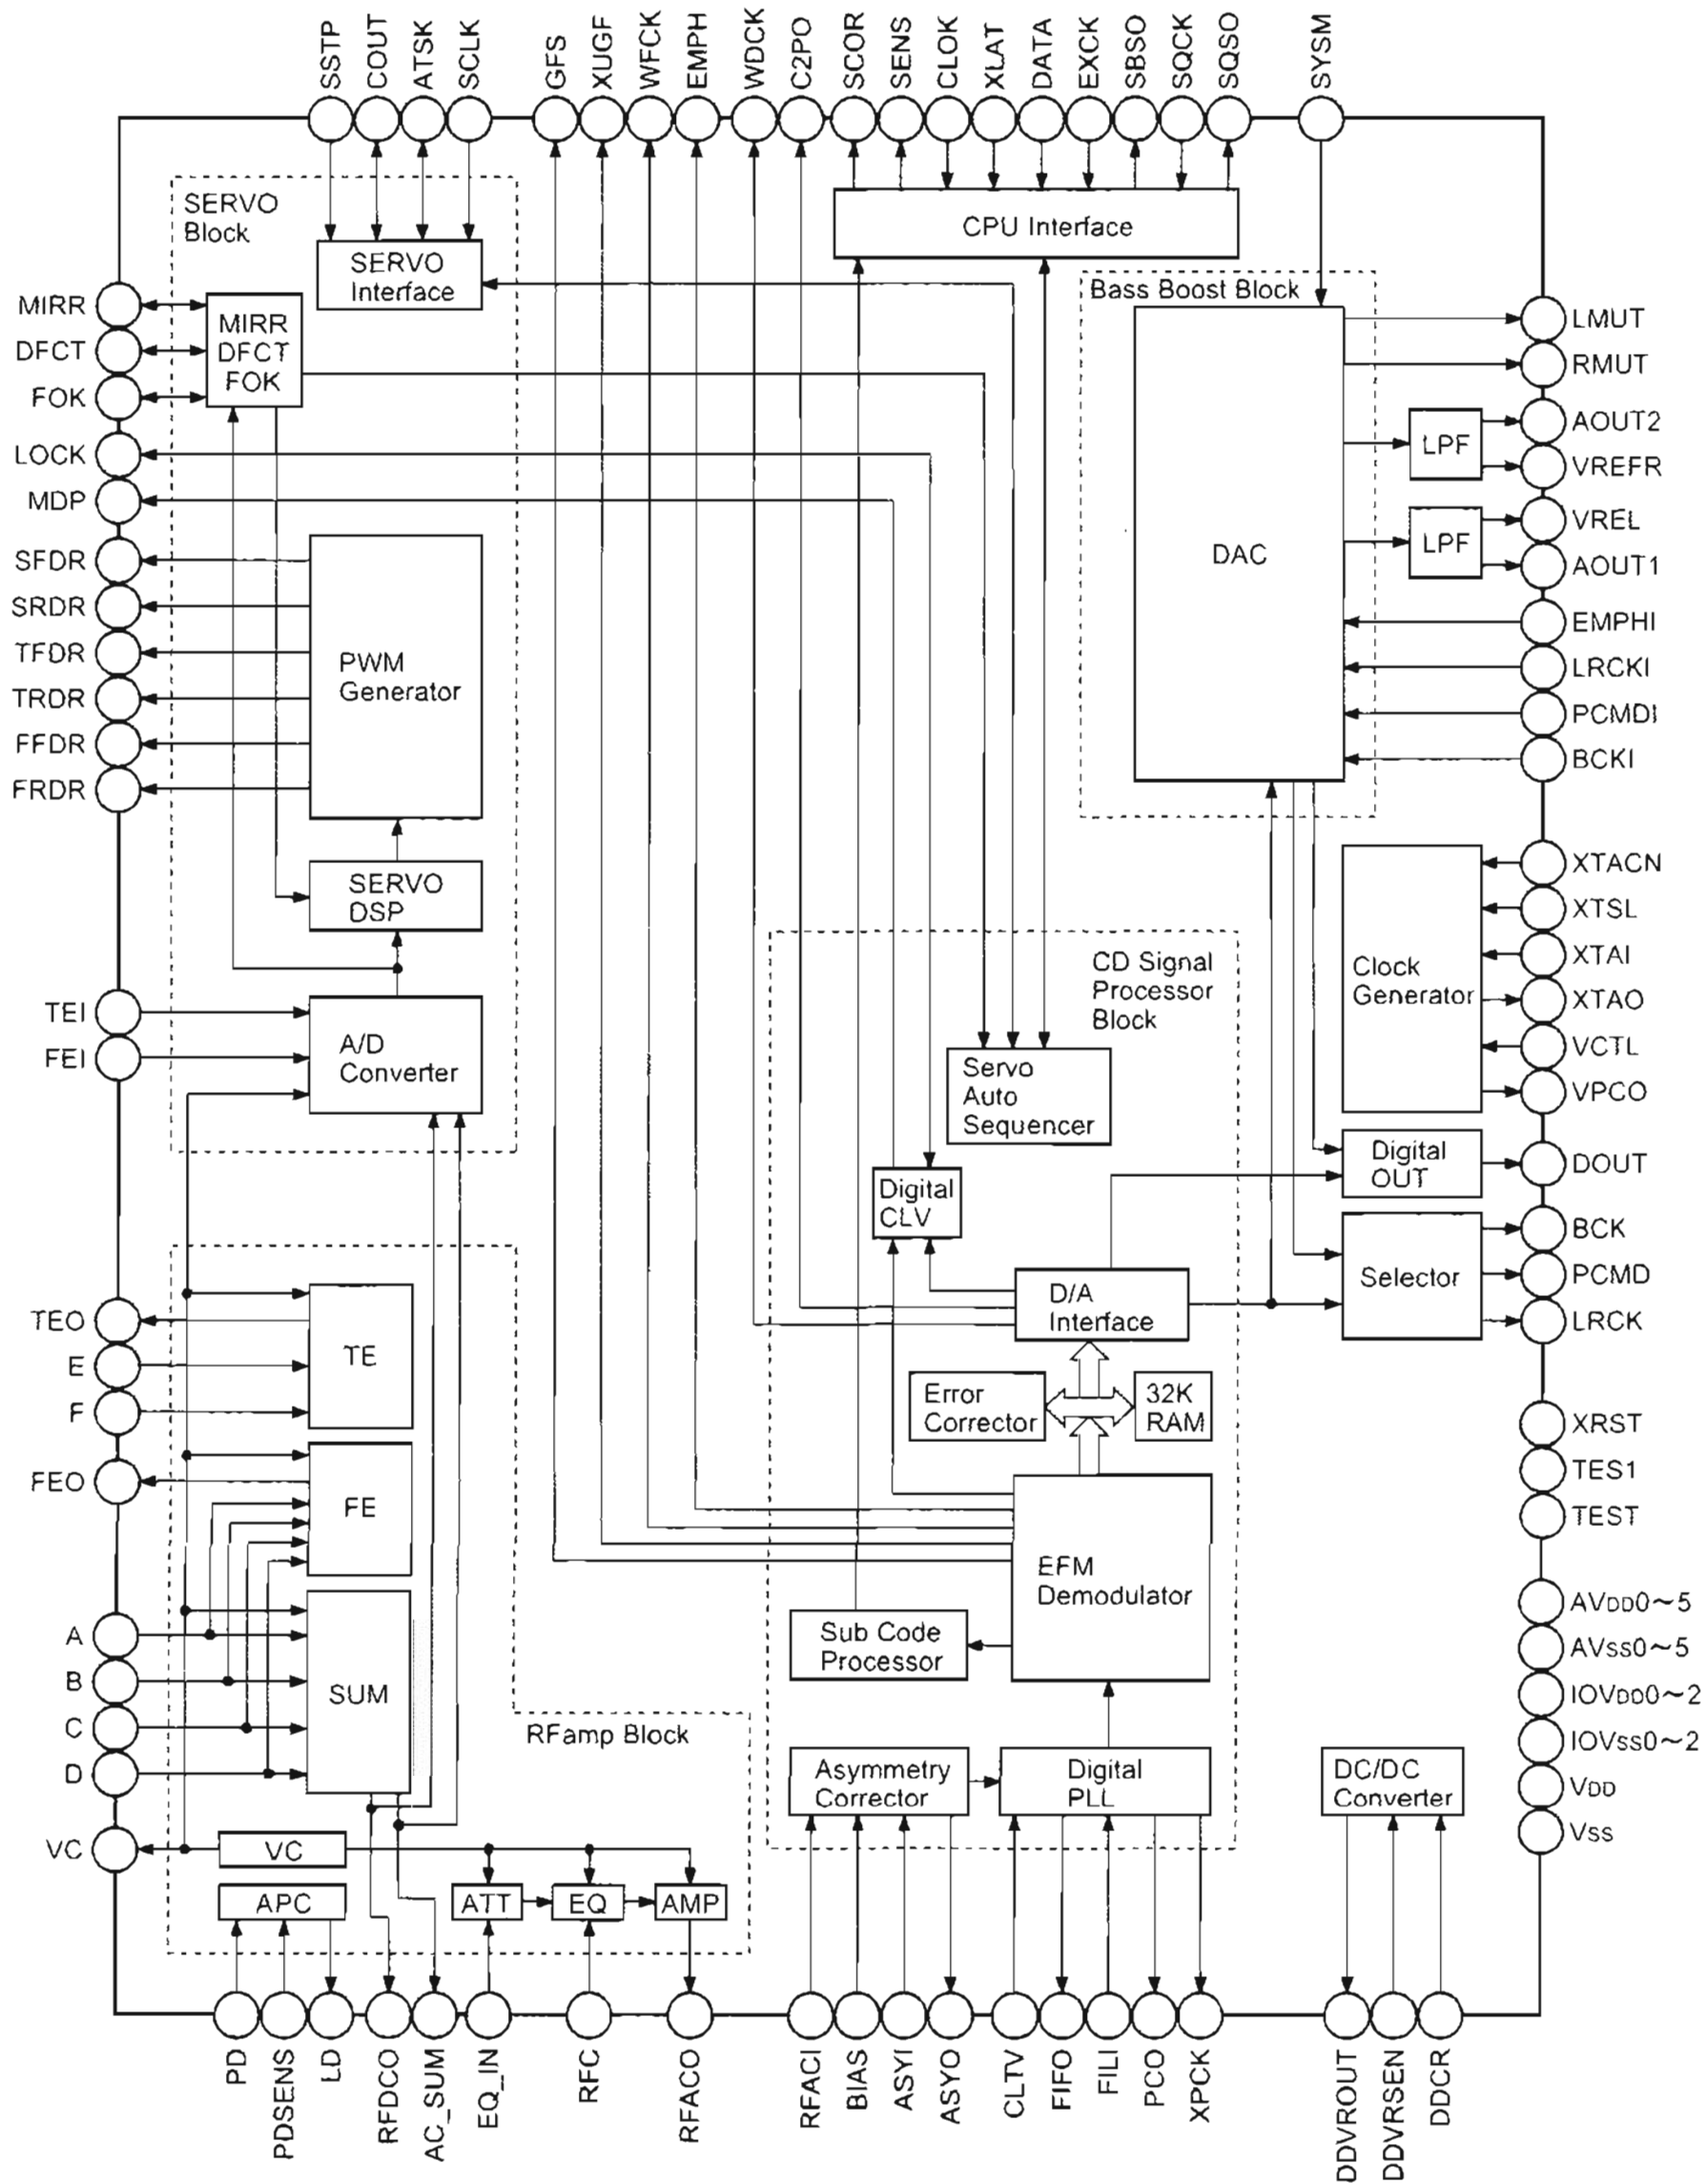 SSTP
COUT
ATSK
SCLK
GFS
XUGF
WFCK
EMPH
WDCK
C2PO
SCOR
SENS
CLOK
XLAT
DATA
EXCK
SBSO
SQCK
SQSO
SYSM
SERVO
Block
SERVO
Interface
CPU Interface
Bass Boost Block
MIRR
DFCT
FOK
LOCK
MDP
SFDR
SRDR
TFDR
TRDR
FFDR
FRDR
TEI
FEI
TEO
E
F
FEO
A
B
C
D
VC
MIRR
DFCT
FOK
PWM
Generator
SERVO
DSP
A/D
Converter
TE
FE
SUM
RFamp Block
VC
APC
ATT
EQ
AMP
CD Signal
Processor
Block
Servo
Auto
Sequencer
Digital
CLV
D/A
Interface
Error
Corrector
32K
RAM
EFM
Demodulator
Sub Code
Processor
Asymmetry
Corrector
Digital
PLL
DAC
LPF
LPF
Clock
Generator
Digital
OUT
Selector
DC/DC
Converter
LMUT
RMUT
AOUT2
VREFR
VREL
AOUT1
EMPHI
LRCKI
PCMDI
BCKI
XTACN
XTSL
XTAI
XTAO
VCTL
VPCO
DOUT
BCK
PCMD
LRCK
XRST
TES1
TEST
AVDD0~5
AVSS0~5
IOVDD0~2
IOVSS0~2
VDD
VSS
PD
PDSENS
LD
RFDCO
AC_SUM
EQ_IN
RFC
RFACO
RFACI
BIAS
ASYI
ASYO
CLTV
FIFO
FILI
PCO
XPCK
DDVROUT
DDVRSEN
DDCR